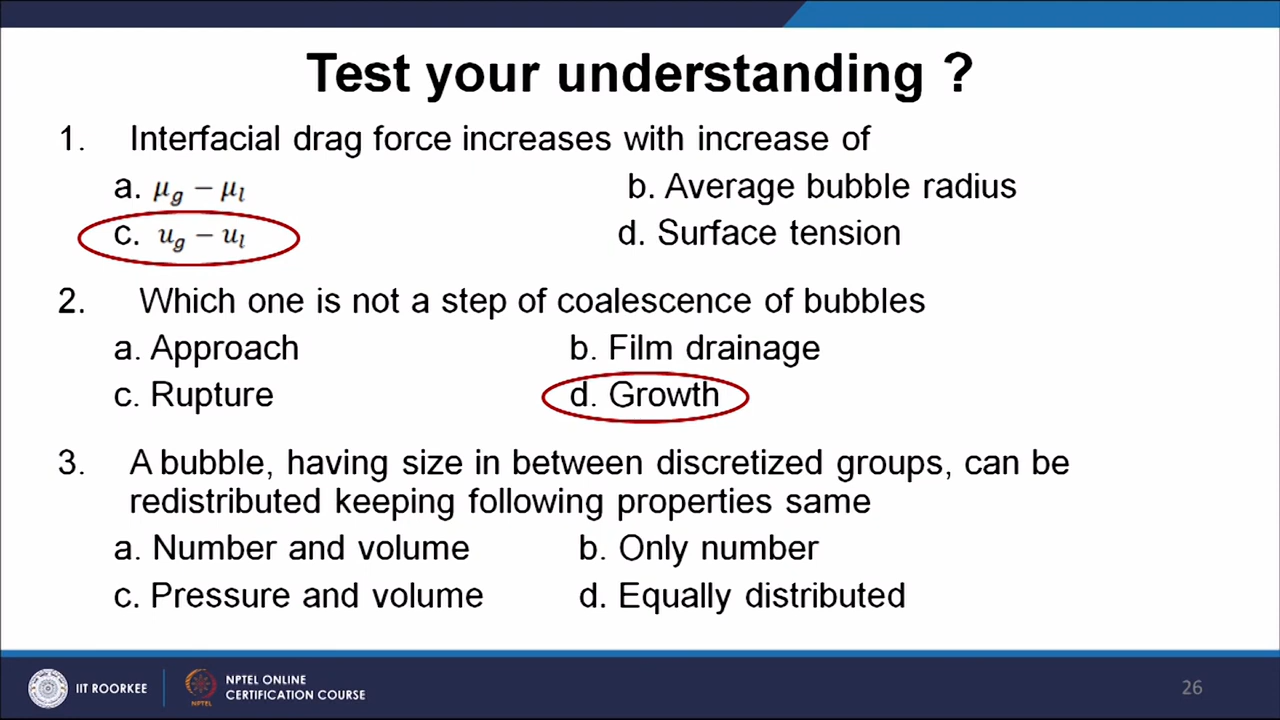 Test your understanding ?
1. Interfacial drag force increases with increase of
a. μg − μl b. Average bubble radius
c. ug − ul d. Surface tension
2. Which one is not a step of coalescence of bubbles
a. Approach b. Film drainage
c. Rupture d. Growth
3. A bubble, having size in between discretized groups, can be
redistributed keeping following properties same
a. Number and volume b. Only number
c. Pressure and volume d. Equally distributed
IIT ROORKEE
NPTEL
NPTEL ONLINE
CERTIFICATION COURSE
26